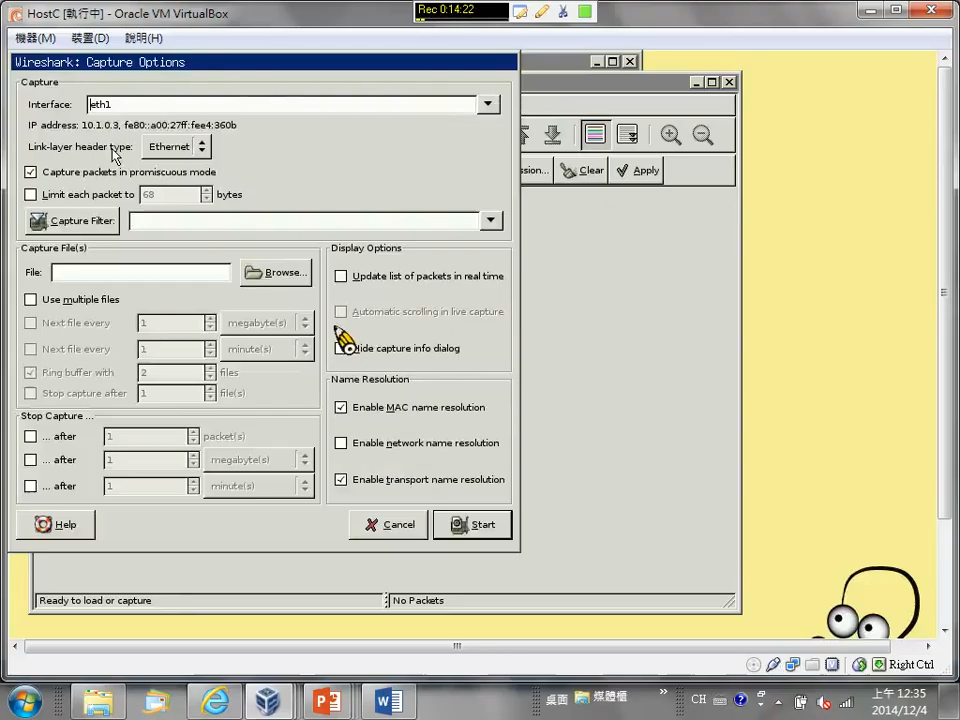 HostC [執行中] - Oracle VM VirtualBox
Rec 0:14:22
機器(M) 裝置(D) 說明(H)
Wireshark: Capture Options
Capture
Interface: eth1
IP address: 10.1.0.3, fe80::a00:27ff:fee4:360b
Link-layer header type: Ethernet
Capture packets in promiscuous mode
Limit each packet to 68 bytes
Capture Filter:
ssion... Clear Apply
Capture File(s)
File: Browse...
Use multiple files
Next file every 1 megabyte(s)
Next file every 1 minute(s)
Ring buffer with 2 files
Stop capture after 1 file(s)
Display Options
Update list of packets in real time
Automatic scrolling in live capture
Hide capture info dialog
Name Resolution
Enable MAC name resolution
Enable network name resolution
Enable transport name resolution
Stop Capture ...
... after 1 packet(s)
... after 1 megabyte(s)
... after 1 minute(s)
Help Cancel Start
Ready to load or capture No Packets
Right Ctrl
桌面 媒體櫃 » CH 上午 12:35
2014/12/4